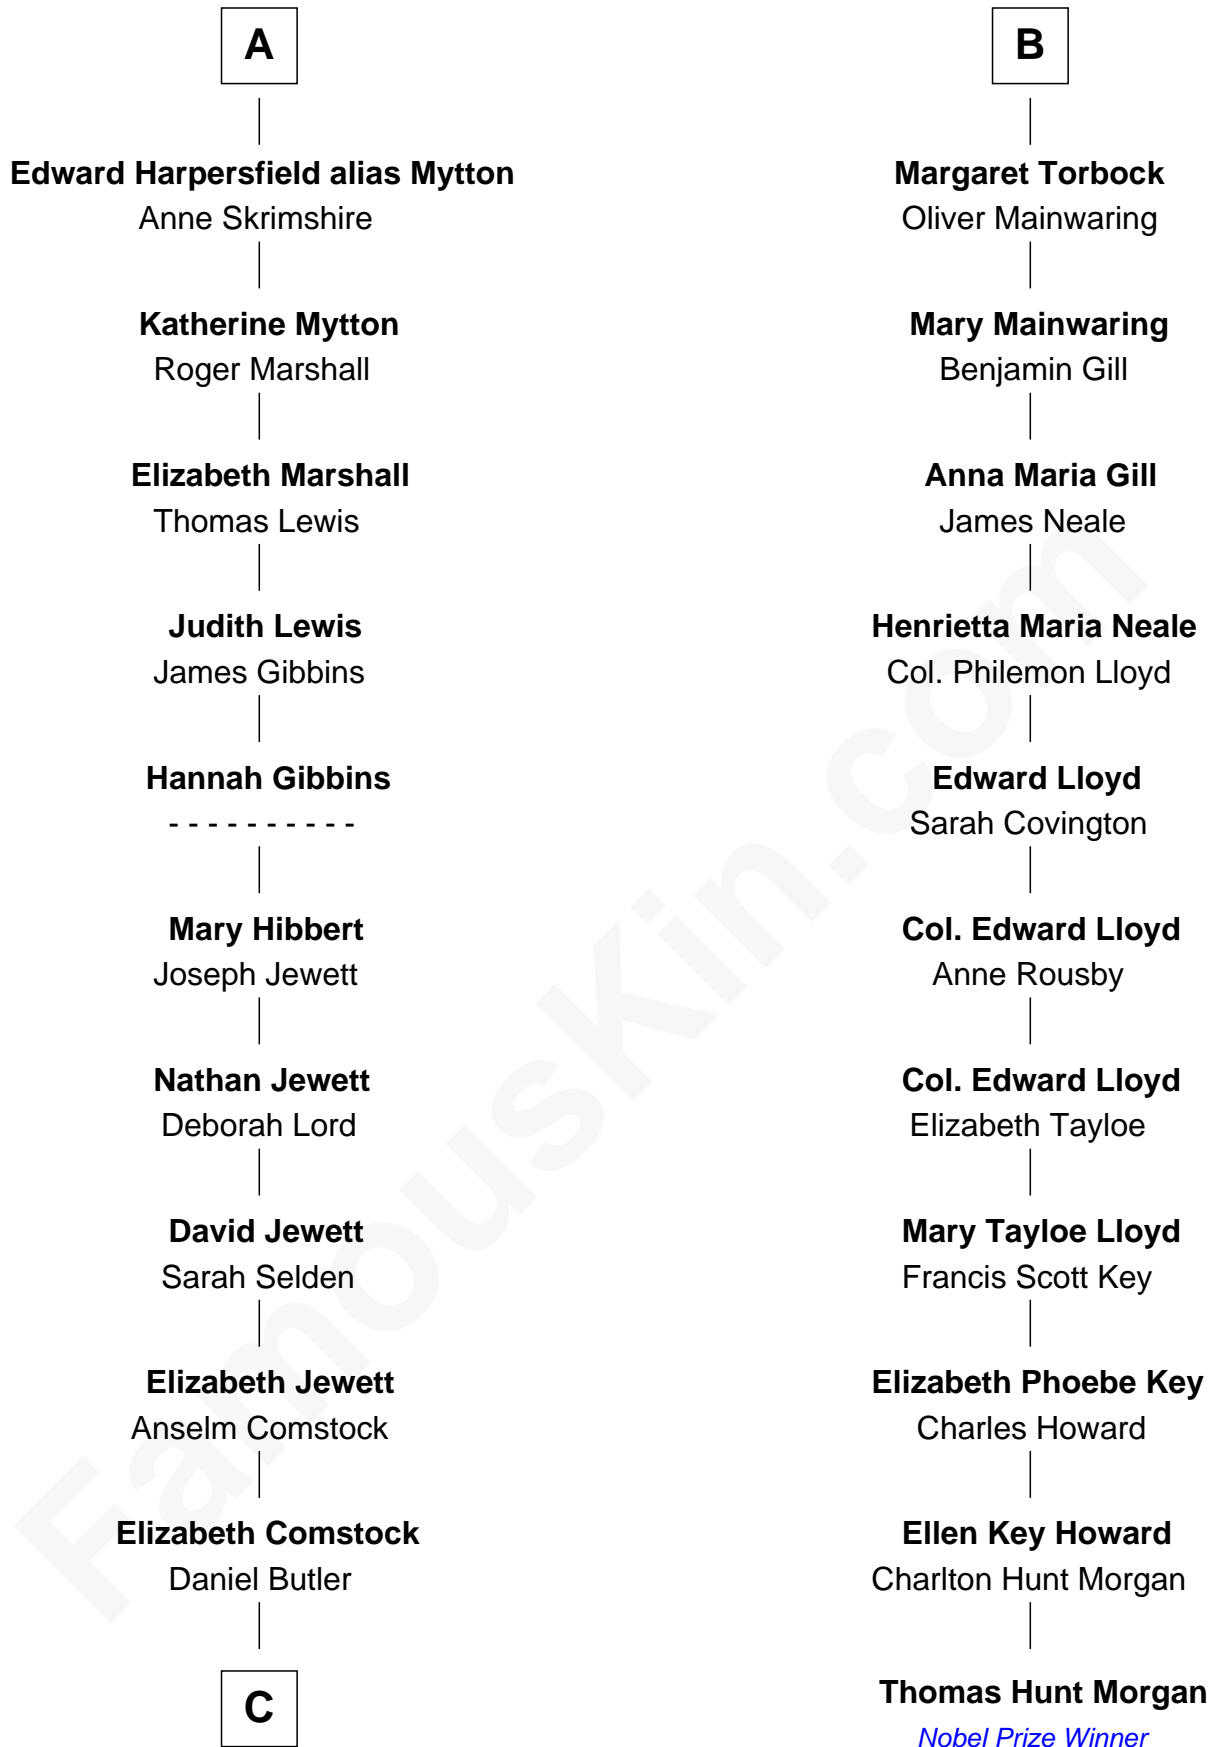 A
Edward Harpersfield alias Mytton
Anne Skrimshire
Katherine Mytton
Roger Marshall
Elizabeth Marshall
Thomas Lewis
Judith Lewis
James Gibbins
Hannah Gibbins
- - - - - - - - - -
Mary Hibbert
Joseph Jewett
Nathan Jewett
Deborah Lord
David Jewett
Sarah Selden
Elizabeth Jewett
Anselm Comstock
Elizabeth Comstock
Daniel Butler
C
B
Margaret Torbock
Oliver Mainwaring
Mary Mainwaring
Benjamin Gill
Anna Maria Gill
James Neale
Henrietta Maria Neale
Col. Philemon Lloyd
Edward Lloyd
Sarah Covington
Col. Edward Lloyd
Anne Rousby
Col. Edward Lloyd
Elizabeth Tayloe
Mary Tayloe Lloyd
Francis Scott Key
Elizabeth Phoebe Key
Charles Howard
Ellen Key Howard
Charlton Hunt Morgan
Thomas Hunt Morgan
Nobel Prize Winner
FamousKin.com